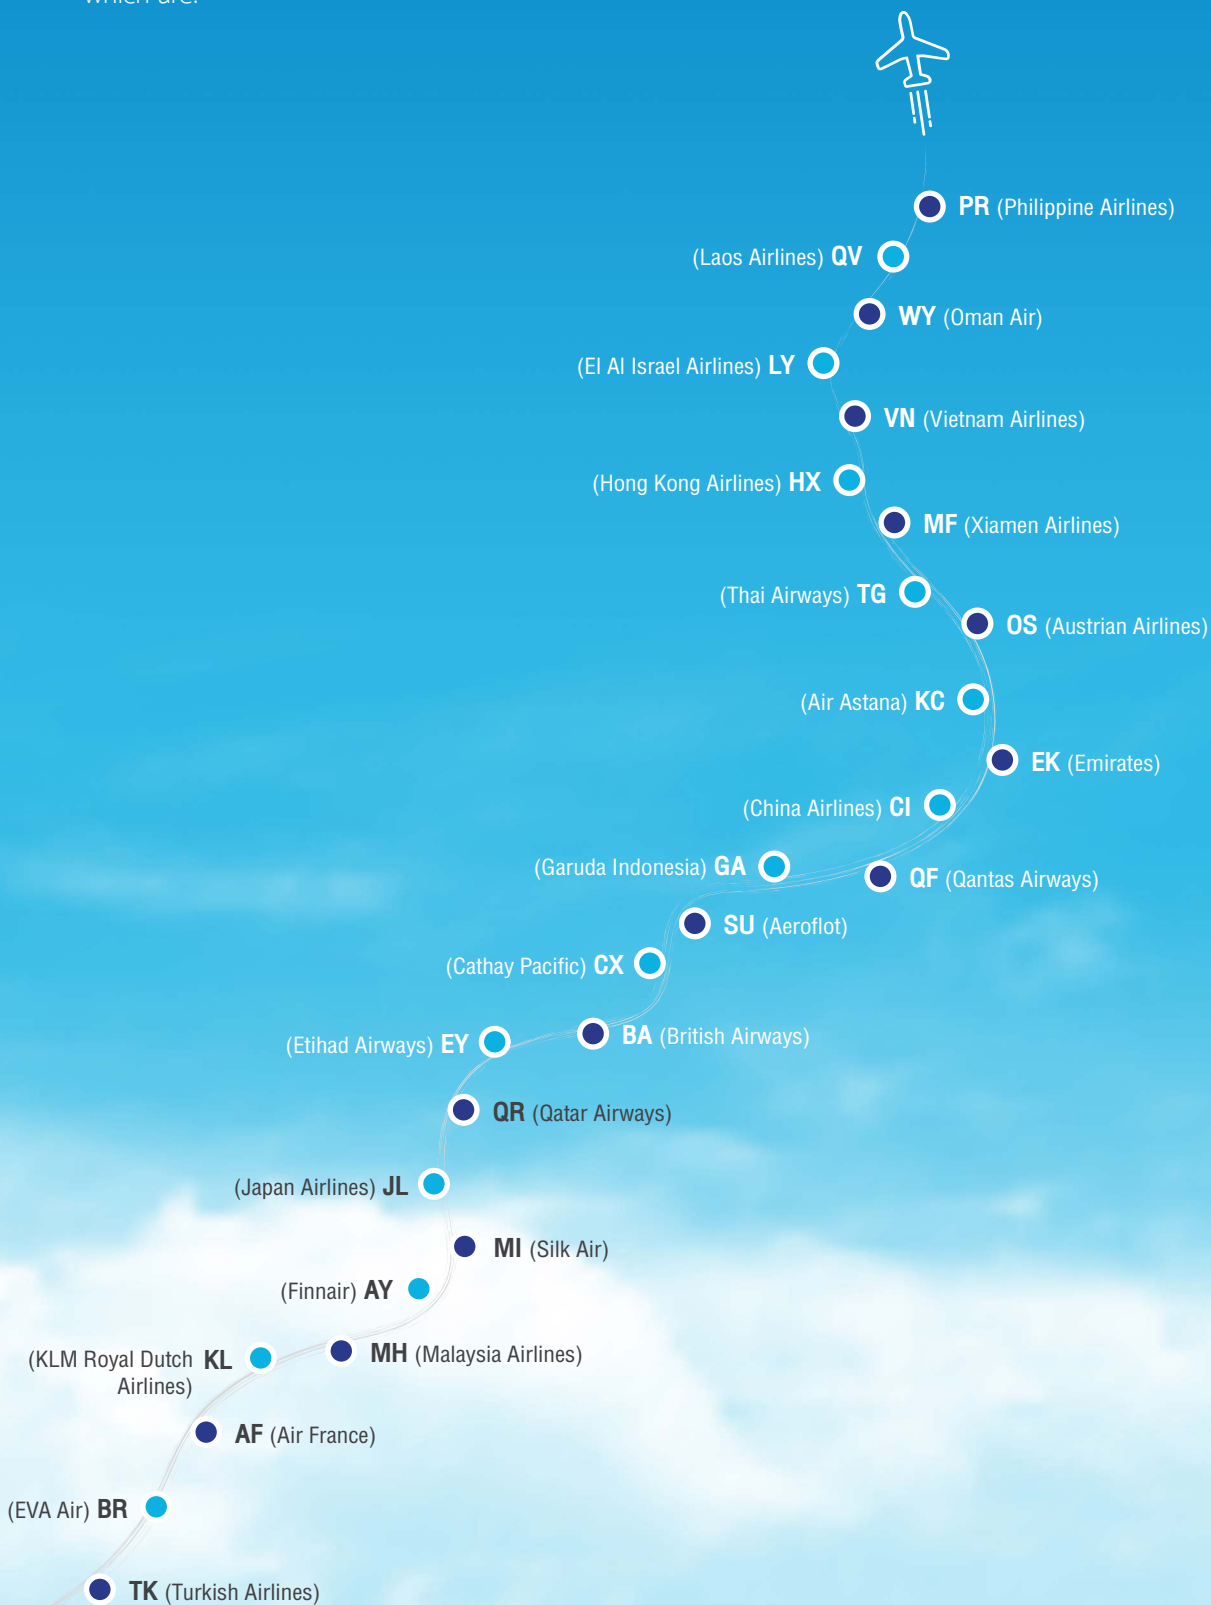 which are:
PR (Philippine Airlines)
(Laos Airlines) QV
WY (Oman Air)
(El Al Israel Airlines) LY
VN (Vietnam Airlines)
(Hong Kong Airlines) HX
MF (Xiamen Airlines)
(Thai Airways) TG
OS (Austrian Airlines)
(Air Astana) KC
EK (Emirates)
(China Airlines) CI
(Garuda Indonesia) GA
QF (Qantas Airways)
SU (Aeroflot)
(Cathay Pacific) CX
BA (British Airways)
(Etihad Airways) EY
QR (Qatar Airways)
(Japan Airlines) JL
MI (Silk Air)
(Finnair) AY
MH (Malaysia Airlines)
(KLM Royal Dutch KL
Airlines)
AF (Air France)
(EVA Air) BR
TK (Turkish Airlines)